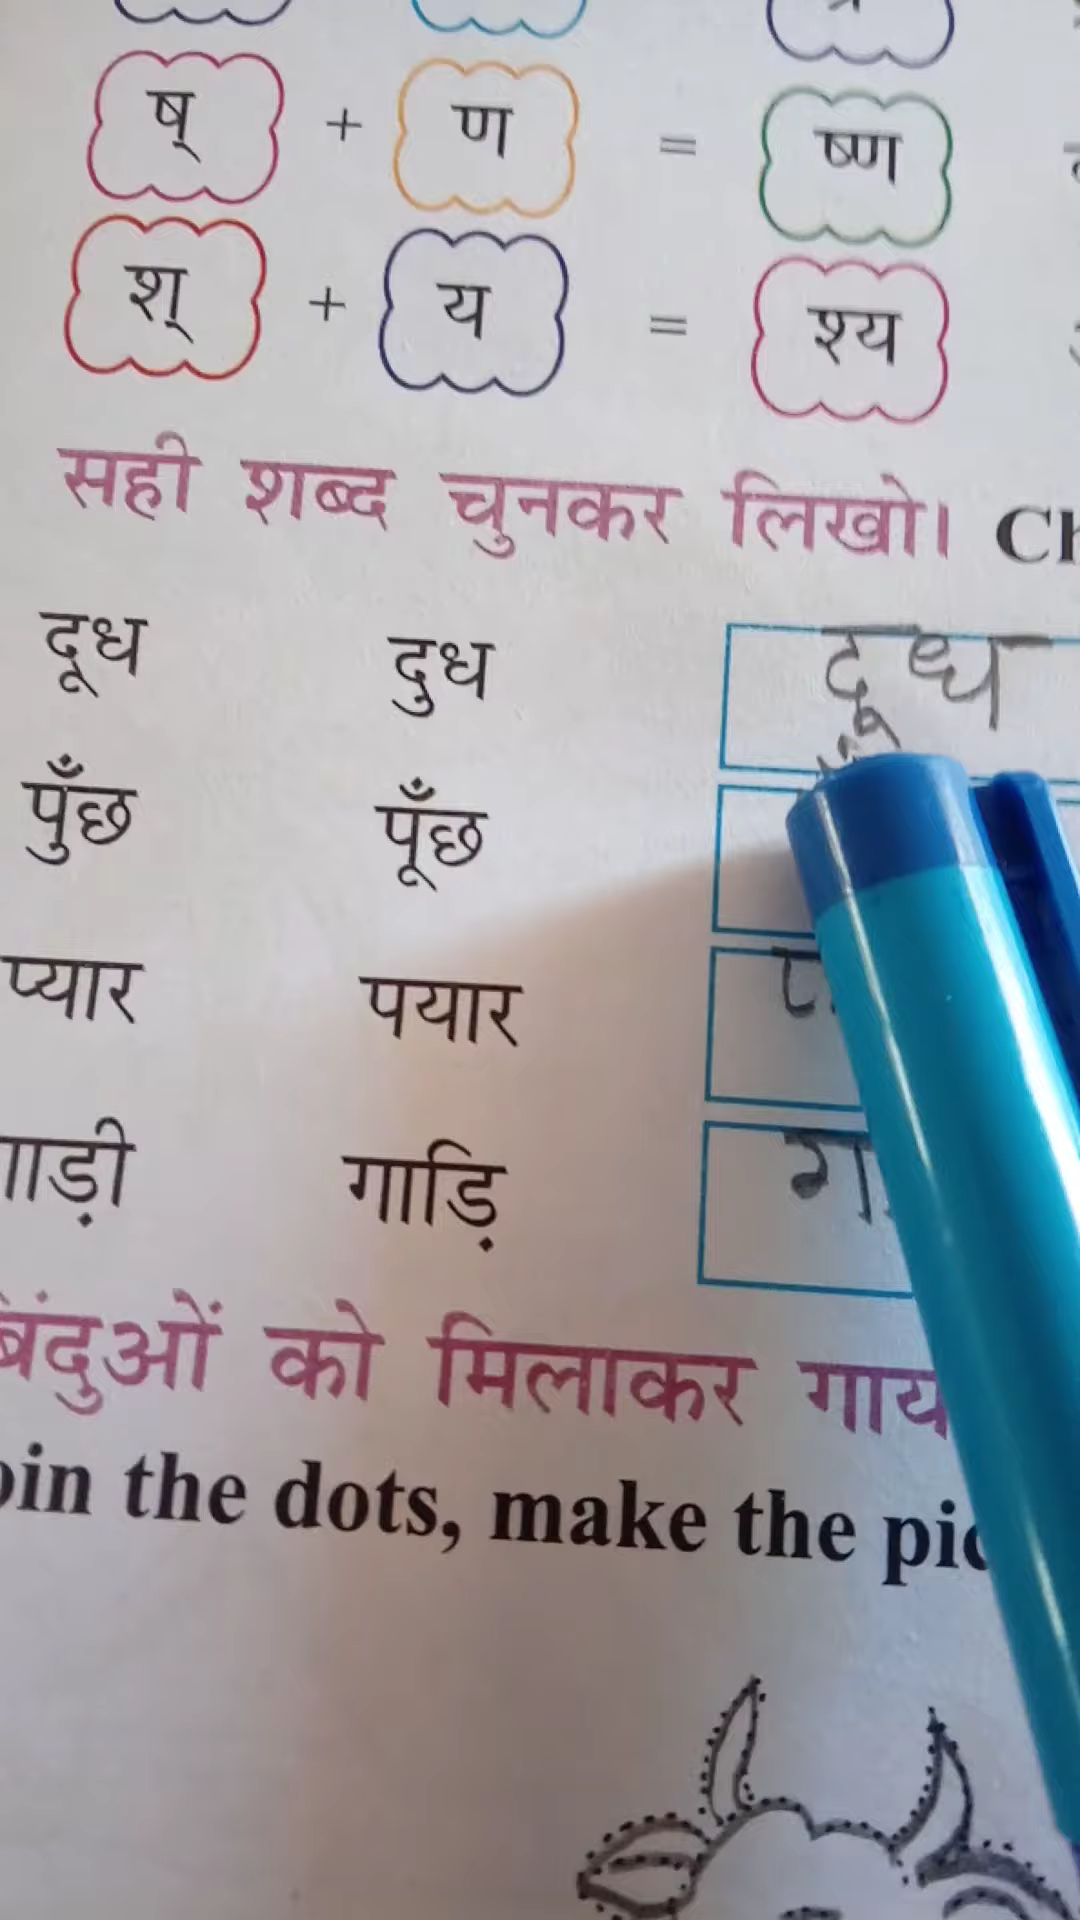 ष् + ण = ष्ण
श् + य = श्य
सही शब्द चुनकर लिखो।
दूध दुध दूध
पुँछ पूँछ
प्यार पयार
गाड़ी गाड़ि
बिंदुओं को मिलाकर
the dots, make the